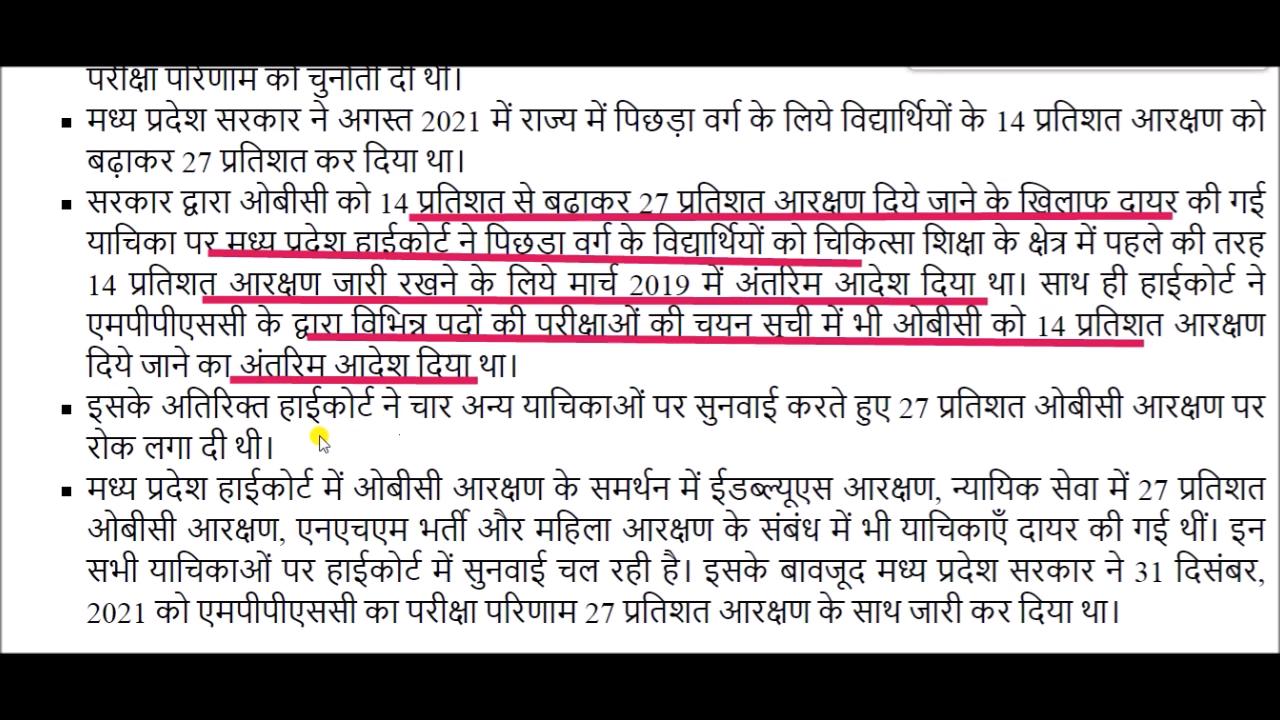 परीक्षा परिणाम को चुनौती दी थी।
▪ मध्य प्रदेश सरकार ने अगस्त 2021 में राज्य में पिछड़ा वर्ग के लिये विद्यार्थियों के 14 प्रतिशत आरक्षण को
बढ़ाकर 27 प्रतिशत कर दिया था।
▪ सरकार द्वारा ओबीसी को 14 प्रतिशत से बढाकर 27 प्रतिशत आरक्षण दिये जाने के खिलाफ दायर की गई
याचिका पर मध्य प्रदेश हाईकोर्ट ने पिछड़ा वर्ग के विद्यार्थियों को चिकित्सा शिक्षा के क्षेत्र में पहले की तरह
14 प्रतिशत आरक्षण जारी रखने के लिये मार्च 2019 में अंतरिम आदेश दिया था। साथ ही हाईकोर्ट ने
एमपीपीएससी के द्वारा विभिन्न पदों की परीक्षाओं की चयन सूची में भी ओबीसी को 14 प्रतिशत आरक्षण
दिये जाने का अंतरिम आदेश दिया था।
▪ इसके अतिरिक्त हाईकोर्ट ने चार अन्य याचिकाओं पर सुनवाई करते हुए 27 प्रतिशत ओबीसी आरक्षण पर
रोक लगा दी थी।
▪ मध्य प्रदेश हाईकोर्ट में ओबीसी आरक्षण के समर्थन में ईडब्ल्यूएस आरक्षण, न्यायिक सेवा में 27 प्रतिशत
ओबीसी आरक्षण, एनएचएम भर्ती और महिला आरक्षण के संबंध में भी याचिकाएँ दायर की गई थीं। इन
सभी याचिकाओं पर हाईकोर्ट में सुनवाई चल रही है। इसके बावजूद मध्य प्रदेश सरकार ने 31 दिसंबर,
2021 को एमपीपीएससी का परीक्षा परिणाम 27 प्रतिशत आरक्षण के साथ जारी कर दिया था।